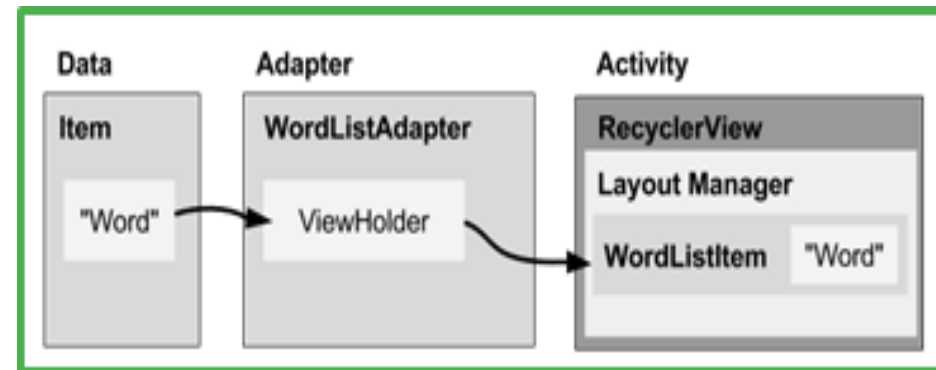 Data
Adapter
Activity
Item
WordListAdapter
RecyclerView
Layout Manager
"Word"
ViewHolder
WordListItem
"Word"